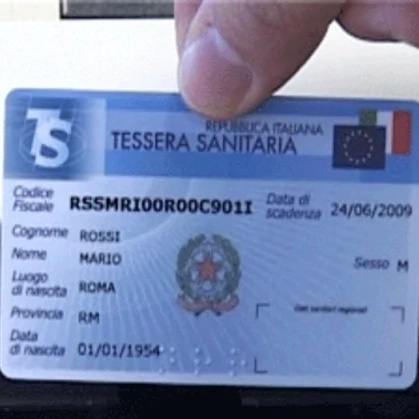 TS
REPUBBLICA ITALIANA
TESSERA SANITARIA
Codice Fiscale RSSMRI00R00C901I Data di scadenza 24/06/2009
Cognome ROSSI
Nome MARIO
Sesso M
Luogo di nascita ROMA
Dati sanitari regionali
Provincia RM
Data di nascita 01/01/1954